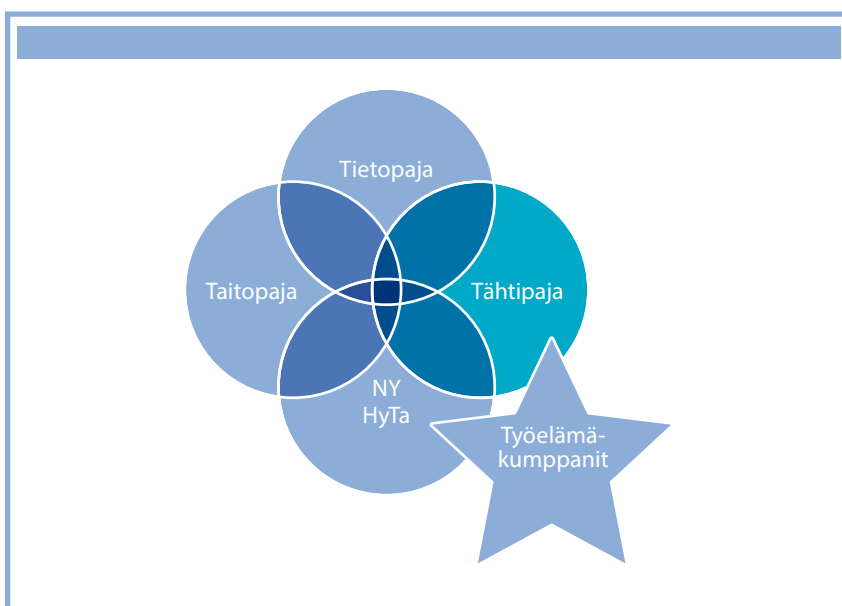 Tietopaja
Taitopaja
Tähtipaja
NY
HyTa
Työelämä-
kumppanit